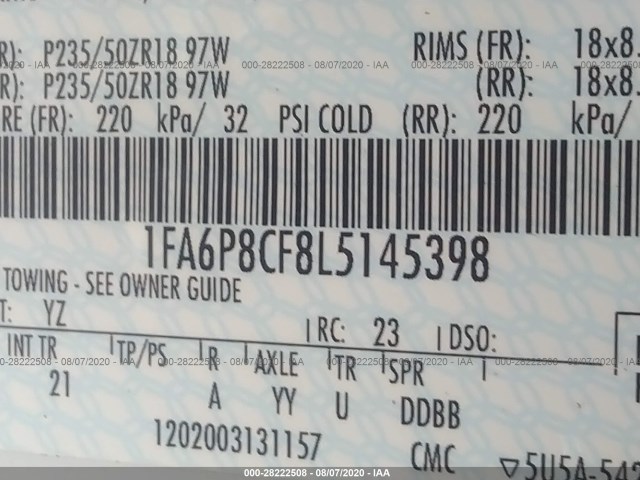 R): P235/50ZR18 97W RIMS (FR): 18x8.
R): P235/50ZR18 97W (RR): 18x8.
RE (FR): 220 kPa/ 32 PSI COLD (RR): 220 kPa/
1FA6P8CF8L5145398
TOWING - SEE OWNER GUIDE
T: YZ RC: 23 DSO:
INT TR TP/PS R AXLE TR SPR
21 A YY U DDBB
1202003131157 CMC ▽5U5A-542
000-28222508 - 08/07/2020 - IAA